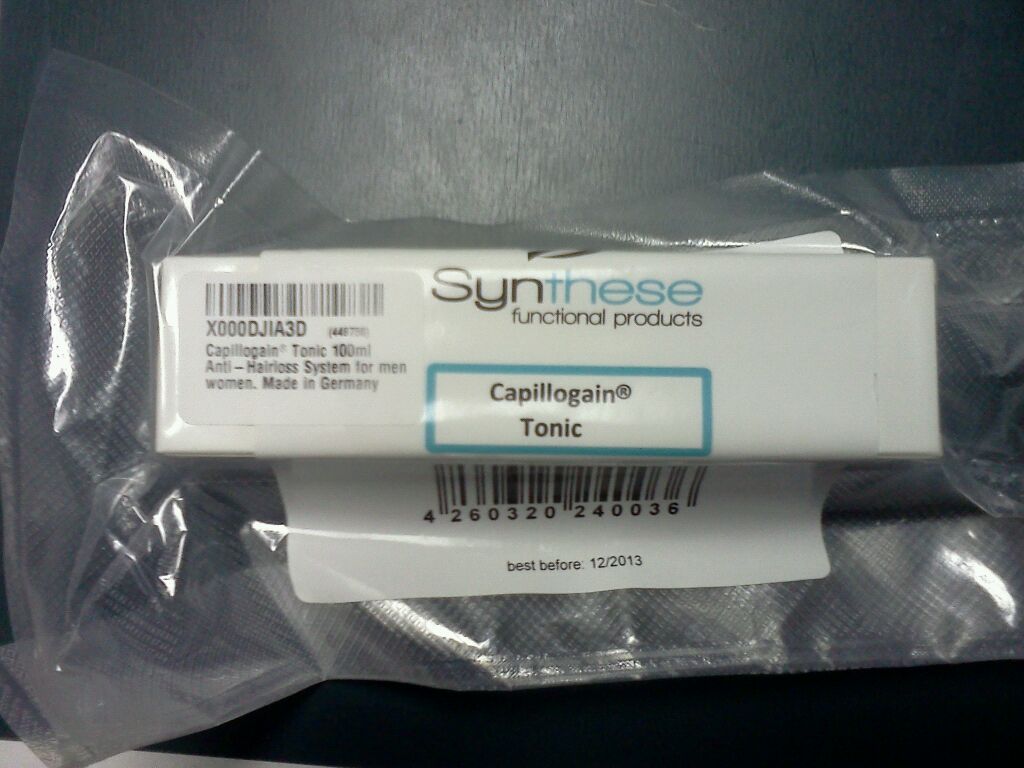 X000DJIA3D
Capillogain® Tonic 100ml
Anti – Hairloss System for men
women. Made in Germany
Synthese
functional products
Capillogain®
Tonic
4 260320 240036
best before: 12/2013